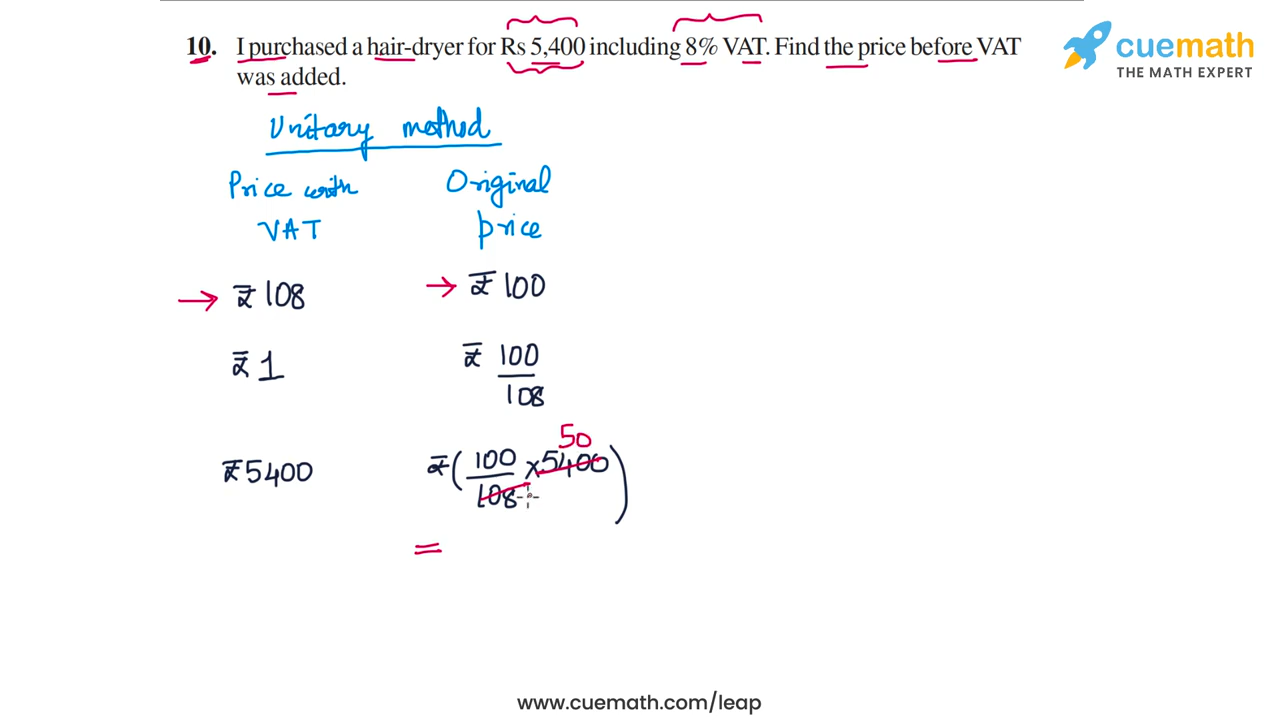 10. I purchased a hair-dryer for Rs 5,400 including 8% VAT. Find the price before VAT
was added.
cuemath
THE MATH EXPERT
Unitary method
Price with VAT
Original price
→ ₹ 108 → ₹ 100
₹ 1 ₹ 100/108
50
₹ 5400 ₹ (100/108 × 5400)
=
www.cuemath.com/leap